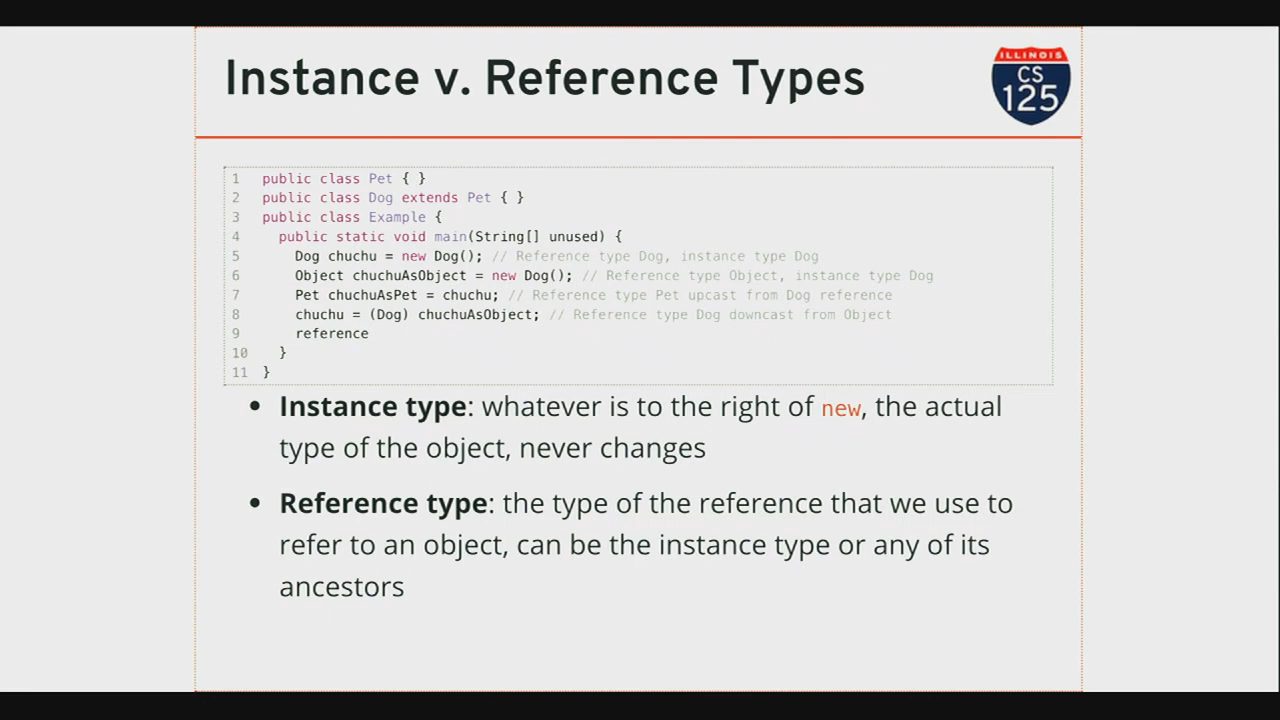 Instance v. Reference Types
ILLINOIS
CS
125
1 public class Pet { }
2 public class Dog extends Pet { }
3 public class Example {
4 public static void main(String[] unused) {
5 Dog chuchu = new Dog(); // Reference type Dog, instance type Dog
6 Object chuchuAsObject = new Dog(); // Reference type Object, instance type Dog
7 Pet chuchuAsPet = chuchu; // Reference type Pet upcast from Dog reference
8 chuchu = (Dog) chuchuAsObject; // Reference type Dog downcast from Object
9 reference
10 }
11 }
• Instance type: whatever is to the right of new, the actual
type of the object, never changes
• Reference type: the type of the reference that we use to
refer to an object, can be the instance type or any of its
ancestors